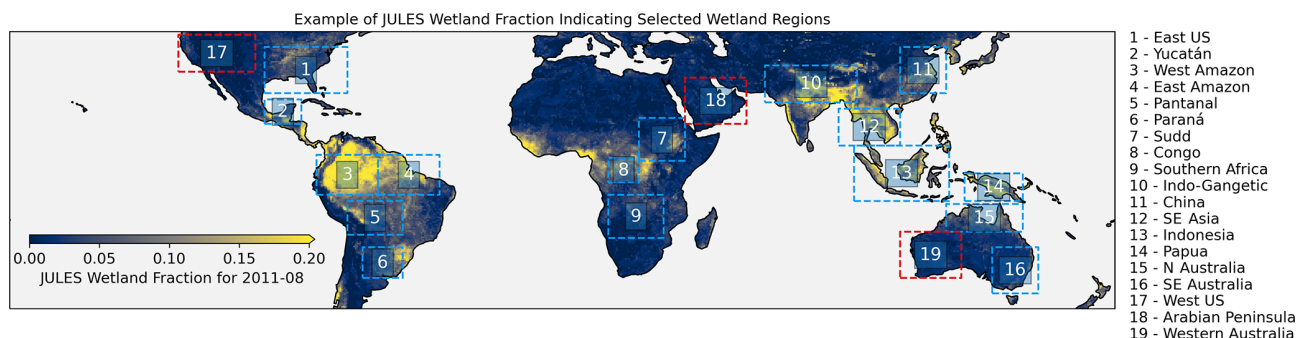 Example of JULES Wetland Fraction Indicating Selected Wetland Regions
17
1
2
3
4
5
6
7
8
9
10
11
12
13
14
15
16
18
19
0.00 0.05 0.10 0.15 0.20
JULES Wetland Fraction for 2011-08
1 - East US
2 - Yucatán
3 - West Amazon
4 - East Amazon
5 - Pantanal
6 - Paraná
7 - Sudd
8 - Congo
9 - Southern Africa
10 - Indo-Gangetic
11 - China
12 - SE Asia
13 - Indonesia
14 - Papua
15 - N Australia
16 - SE Australia
17 - West US
18 - Arabian Peninsula
19 - Western Australia